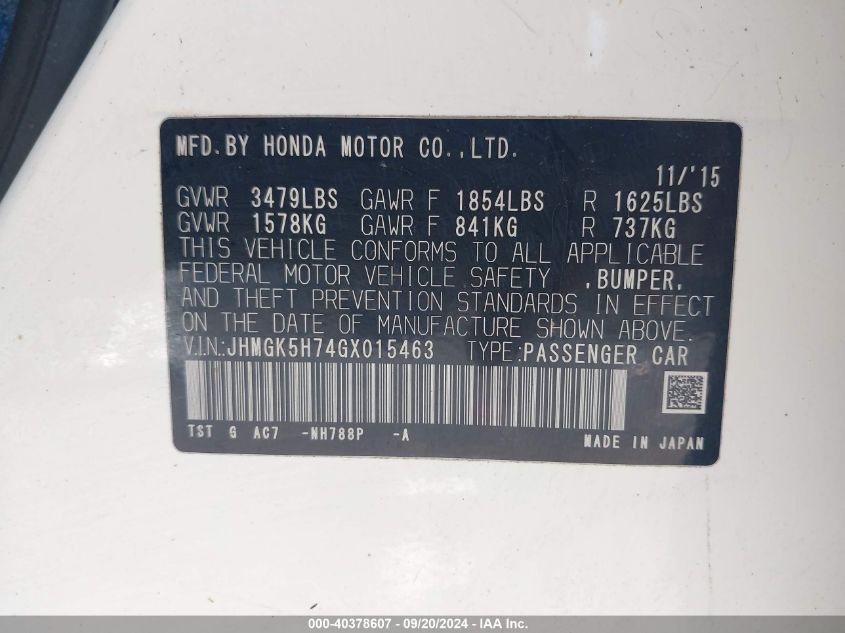 MFD.BY HONDA MOTOR CO.,LTD.
11/'15
GVWR 3479LBS GAWR F 1854LBS R 1625LBS
GVWR 1578KG GAWR F 841KG R 737KG
THIS VEHICLE CONFORMS TO ALL APPLICABLE
FEDERAL MOTOR VEHICLE SAFETY ,BUMPER,
AND THEFT PREVENTION STANDARDS IN EFFECT
ON THE DATE OF MANUFACTURE SHOWN ABOVE.
V.I.N.:JHMGK5H74GX015463 TYPE:PASSENGER CAR
TST G AC7 -NH788P -A
MADE IN JAPAN
000-40378607 - 09/20/2024 - IAA, Inc.